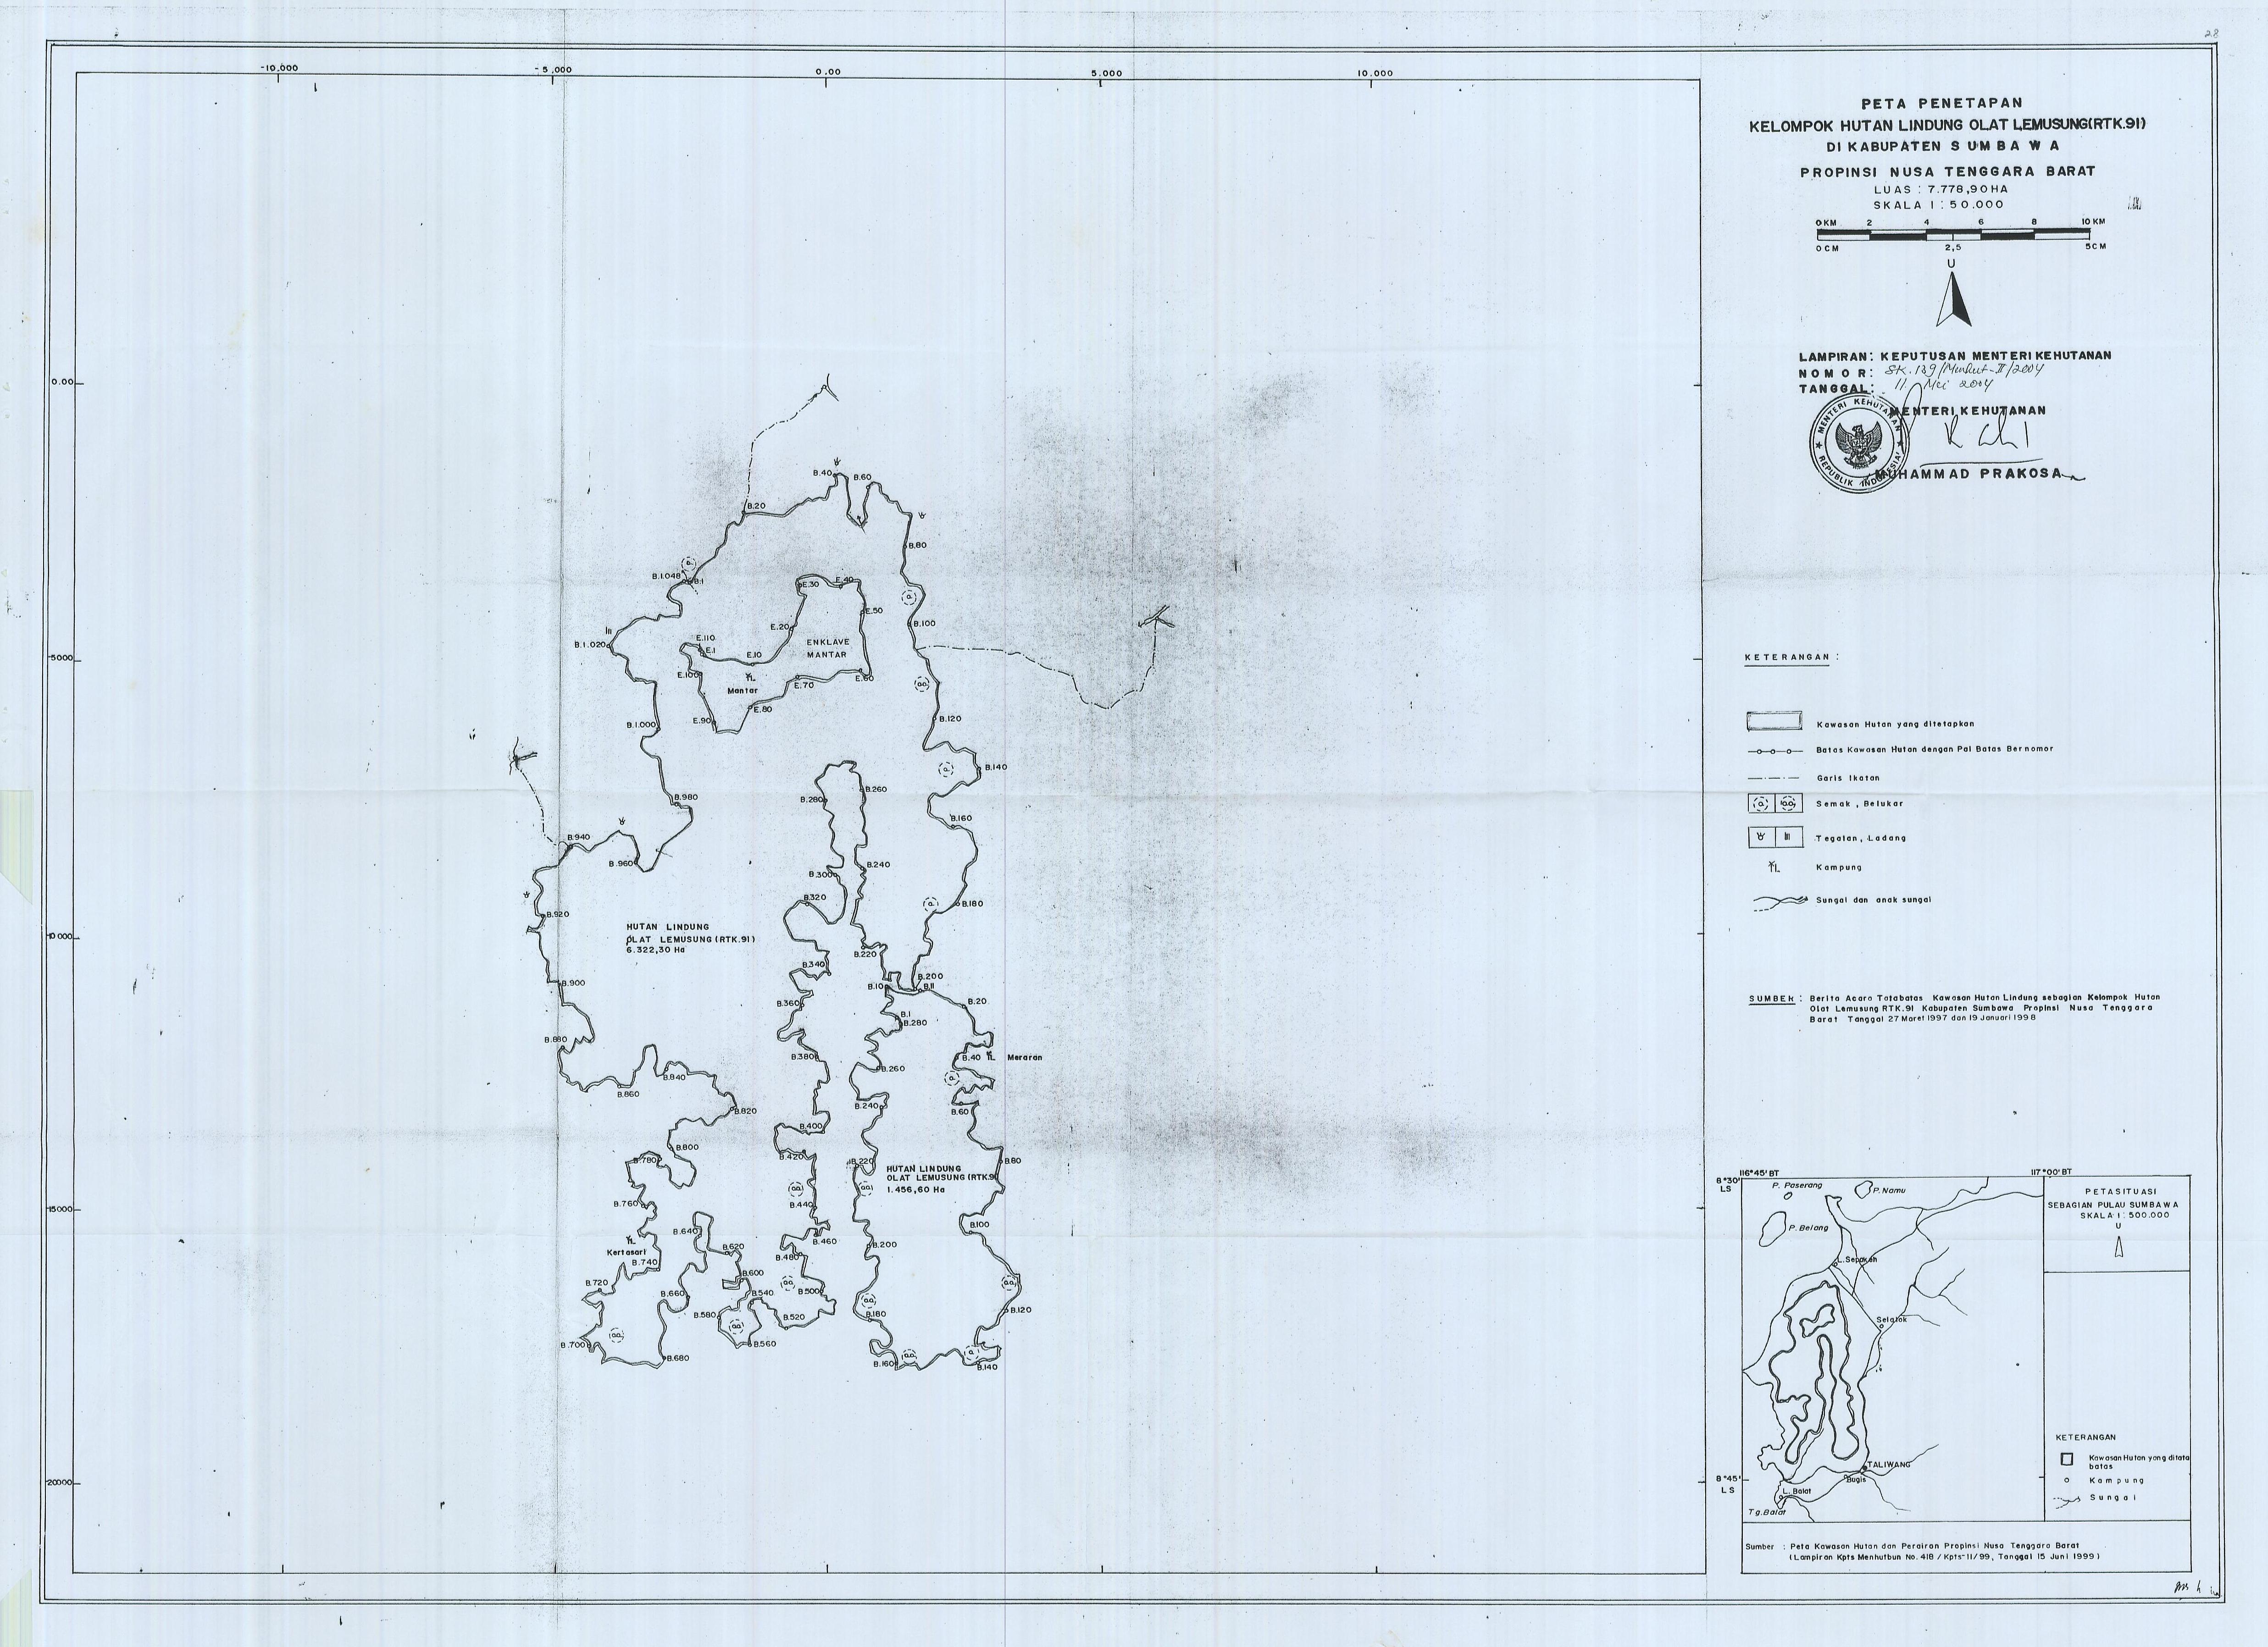 28
-10.000
-5.000
0.00
5.000
10.000
0.00
5000
10000
15000
20000
PETA PENETAPAN
KELOMPOK HUTAN LINDUNG OLAT LEMUSUNG(RTK.91)
DI KABUPATEN SUMBAWA
PROPINSI NUSA TENGGARA BARAT
LUAS : 7.778,90 HA
SKALA 1 : 50.000
0 KM 2 4 6 8 10 KM
0 CM 2,5 5 CM
U
LAMPIRAN : KEPUTUSAN MENTERI KEHUTANAN
NOMOR : SK.139/Menhut-II/2004
TANGGAL : 11 Mei 2004
MENTERI KEHUTANAN
MENTERI KEHUTANAN
REPUBLIK INDONESIA
MUHAMMAD PRAKOSA
KETERANGAN :
Kawasan Hutan yang ditetapkan
Batas Kawasan Hutan dengan Pal Batas Bernomor
Garis Ikatan
Semak, Belukar
Tegalan, Ladang
Kampung
Sungai dan anak sungai
SUMBER : Berita Acara Tatabatas Kawasan Hutan Lindung sebagian Kelompok Hutan
Olat Lemusung RTK.91 Kabupaten Sumbawa Propinsi Nusa Tenggara
Barat Tanggal 27 Maret 1997 dan 19 Januari 1998
B.40
B.60
B.20
B.80
B.1.048
B.1
E.30
E.40
E.50
B.100
E.20
ENKLAVE
MANTAR
E.110
E.1
E.10
B.1.020
E.100
Mantar
E.70
E.60
E.80
E.90
B.120
B.1.000
B.140
B.260
B.280
B.980
B.160
B.940
B.960
B.240
B.300
B.320
B.180
B.920
HUTAN LINDUNG
OLAT LEMUSUNG (RTK.91)
6.322,30 Ha
B.220
B.340
B.200
B.10
B.11
B.900
B.20
B.360
B.1
B.280
B.880
B.380
B.40
Meraran
B.260
B.840
B.860
B.820
B.240
B.60
B.400
B.800
B.780
B.420
B.220
B.80
HUTAN LINDUNG
OLAT LEMUSUNG (RTK.91
1.456,60 Ha
B.760
B.440
B.640
B.460
B.100
B.200
Kertasari
B.620
B.480
B.740
B.720
B.600
B.660
B.540
B.500
B.580
B.520
B.180
B.120
B.700
B.680
B.560
B.160
B.140
116°45' BT
117°00' BT
8°30'
LS
8°45'
LS
P. Paserang
P. Namu
P. Belang
L. Sepakeh
Selalok
TALIWANG
Bugis
L. Balat
Tg. Balat
PETA SITUASI
SEBAGIAN PULAU SUMBAWA
SKALA 1 : 500.000
U
KETERANGAN
Kawasan Hutan yang ditata
batas
Kampung
Sungai
Sumber : Peta Kawasan Hutan dan Perairan Propinsi Nusa Tenggara Barat
(Lampiran Kpts Menhutbun No. 418 / Kpts-11/99, Tanggal 15 Juni 1999)